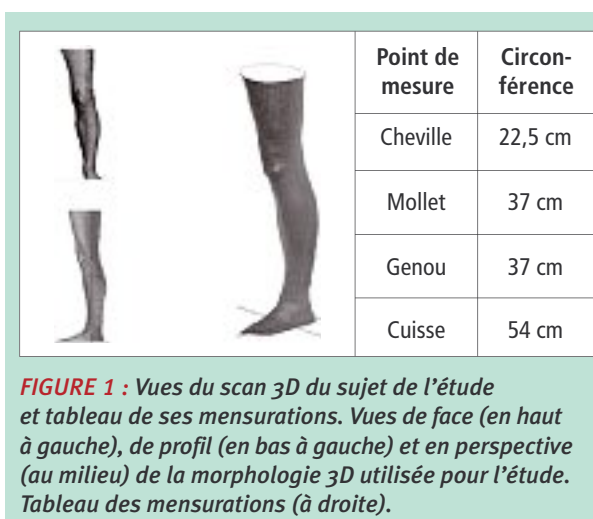 Point de mesure Circon-férence
Cheville 22,5 cm
Mollet 37 cm
Genou 37 cm
Cuisse 54 cm
FIGURE 1 : Vues du scan 3D du sujet de l’étude
et tableau de ses mensurations. Vues de face (en haut
à gauche), de profil (en bas à gauche) et en perspective
(au milieu) de la morphologie 3D utilisée pour l’étude.
Tableau des mensurations (à droite).